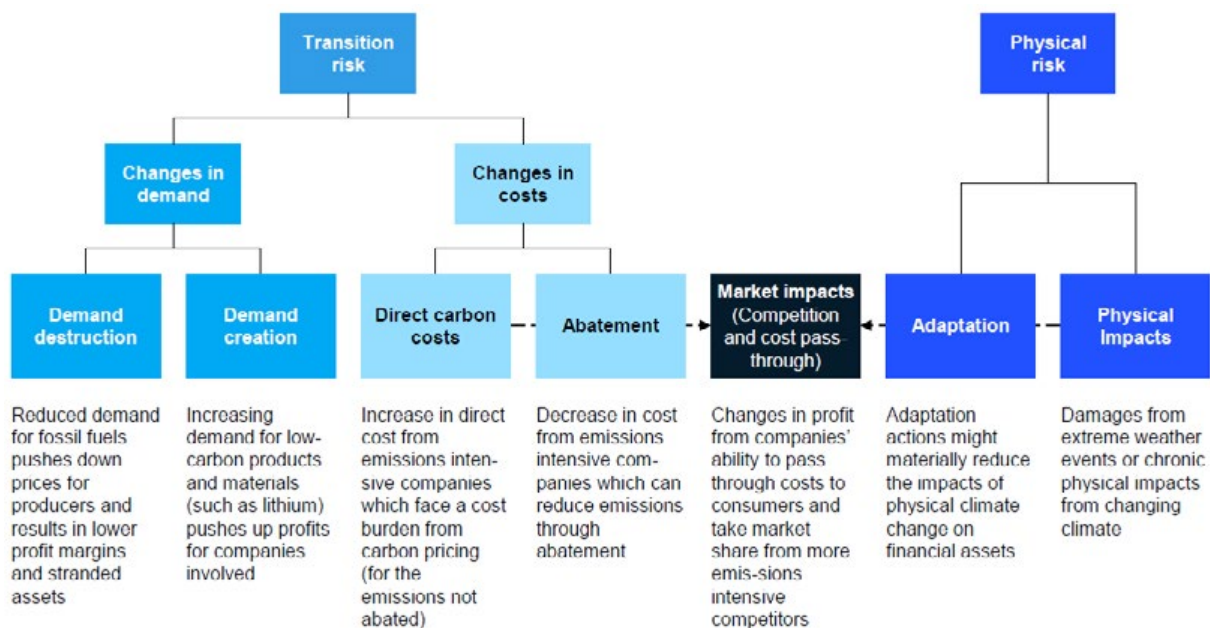 Transition
risk
Physical
risk
Changes in
demand
Changes in
costs
Demand
destruction
Demand
creation
Direct carbon
costs
Abatement
Market impacts
(Competition
and cost pass-
through)
Adaptation
Physical
Impacts
Reduced demand
for fossil fuels
pushes down
prices for
producers and
results in lower
profit margins
and stranded
assets
Increasing
demand for low-
carbon products
and materials
(such as lithium)
pushes up profits
for companies
involved
Increase in direct
cost from
emissions inten-
sive companies
which face a cost
burden from
carbon pricing
(for the
emissions not
abated)
Decrease in cost
from emissions
intensive com-
panies which can
reduce emissions
through
abatement
Changes in profit
from companies'
ability to pass
through costs to
consumers and
take market
share from more
emis-sions
intensive
competitors
Adaptation
actions might
materially reduce
the impacts of
physical climate
change on
financial assets
Damages from
extreme weather
events or chronic
physical impacts
from changing
climate